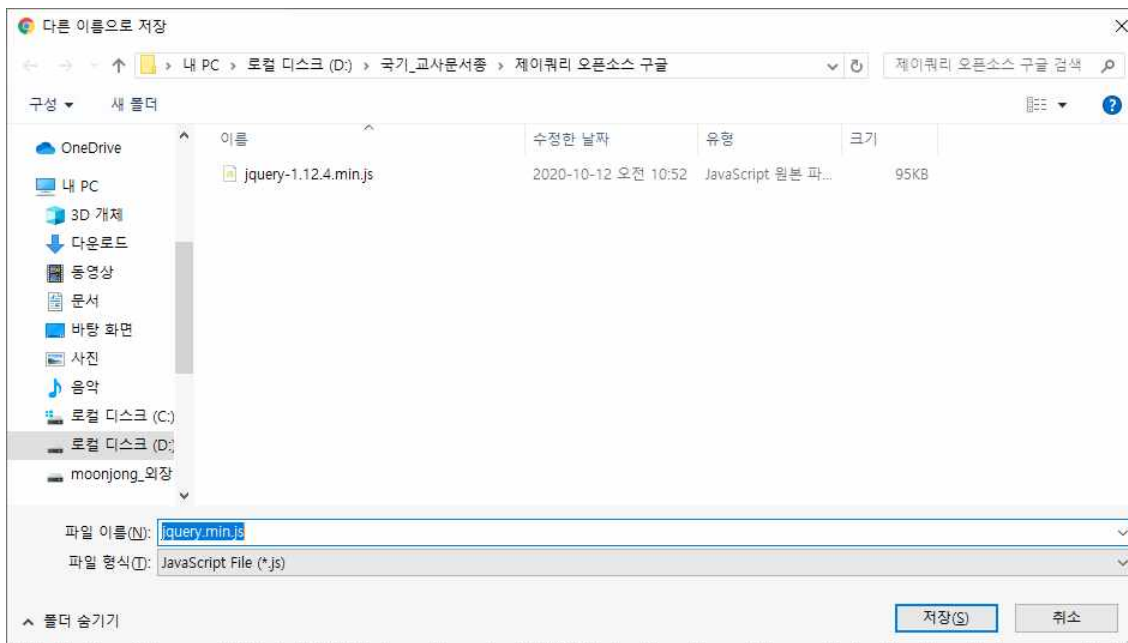 다른 이름으로 저장
내 PC › 로컬 디스크 (D:) › 국기_교사문서종 › 제이쿼리 오픈소스 구글
제이쿼리 오픈소스 구글 검색
구성 새 폴더
이름 수정한 날짜 유형 크기
jquery-1.12.4.min.js 2020-10-12 오전 10:52 JavaScript 원본 파... 95KB
OneDrive
내 PC
3D 개체
다운로드
동영상
문서
바탕 화면
사진
음악
로컬 디스크 (C:)
로컬 디스크 (D:)
moonjong_외장
파일 이름(N): jquery.min.js
파일 형식(T): JavaScript File (*.js)
폴더 숨기기
저장(S) 취소